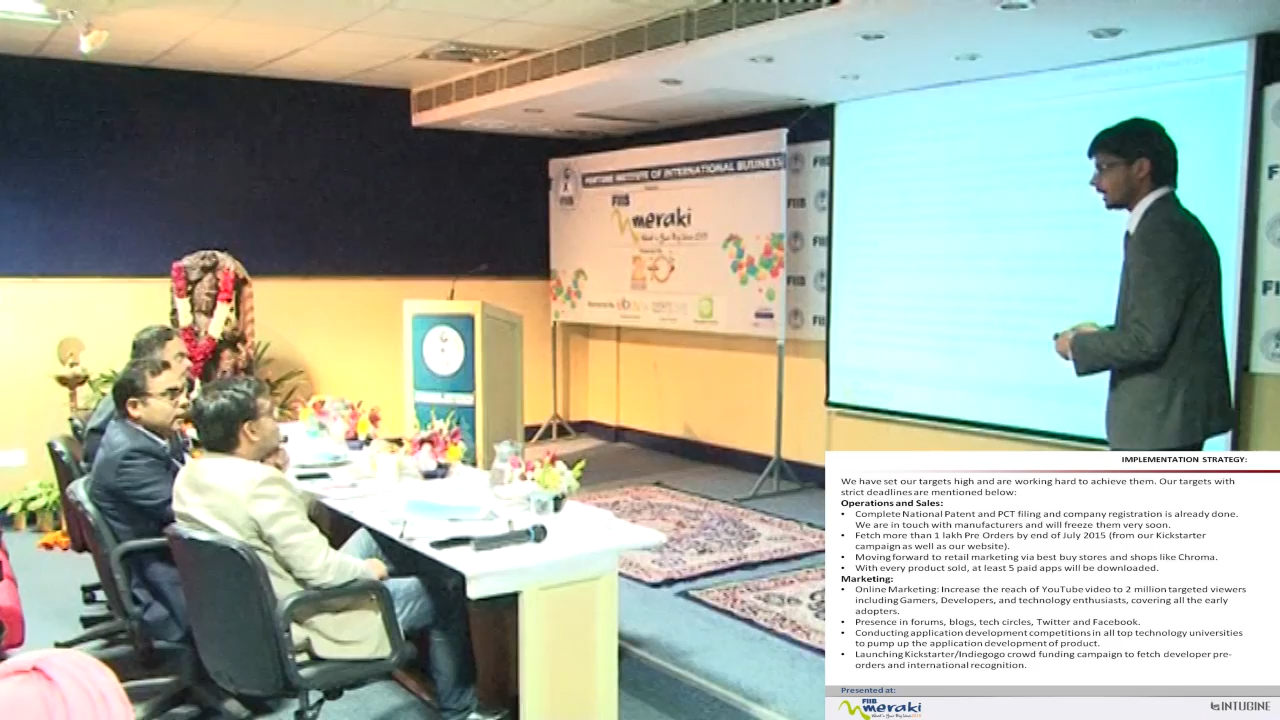 FORTUNE INSTITUTE OF INTERNATIONAL BUSINESS
FIIB
FIIB
meraki
FIIB
FIIB
FIIB
IMPLEMENTATION STRATEGY:
We have set our targets high and are working hard to achieve them. Our targets with
strict deadlines are mentioned below:
Operations and Sales:
• Complete National Patent and PCT filing and company registration is already done.
We are in touch with manufacturers and will freeze them very soon.
• Fetch more than 1 lakh Pre Orders by end of July 2015 (from our Kickstarter
campaign as well as our website).
• Moving forward to retail marketing via best buy stores and shops like Chroma.
• With every product sold, at least 5 paid apps will be downloaded.
Marketing:
• Online Marketing: Increase the reach of YouTube video to 2 million targeted viewers
including Gamers, Developers, and technology enthusiasts, covering all the early
adopters.
• Presence in forums, blogs, tech circles, Twitter and Facebook.
• Conducting application development competitions in all top technology universities
to pump up the application development of product.
• Launching Kickstarter/Indiegogo crowd funding campaign to fetch developer pre-
orders and international recognition.
Presented at:
FIIB
meraki
INTUGINE